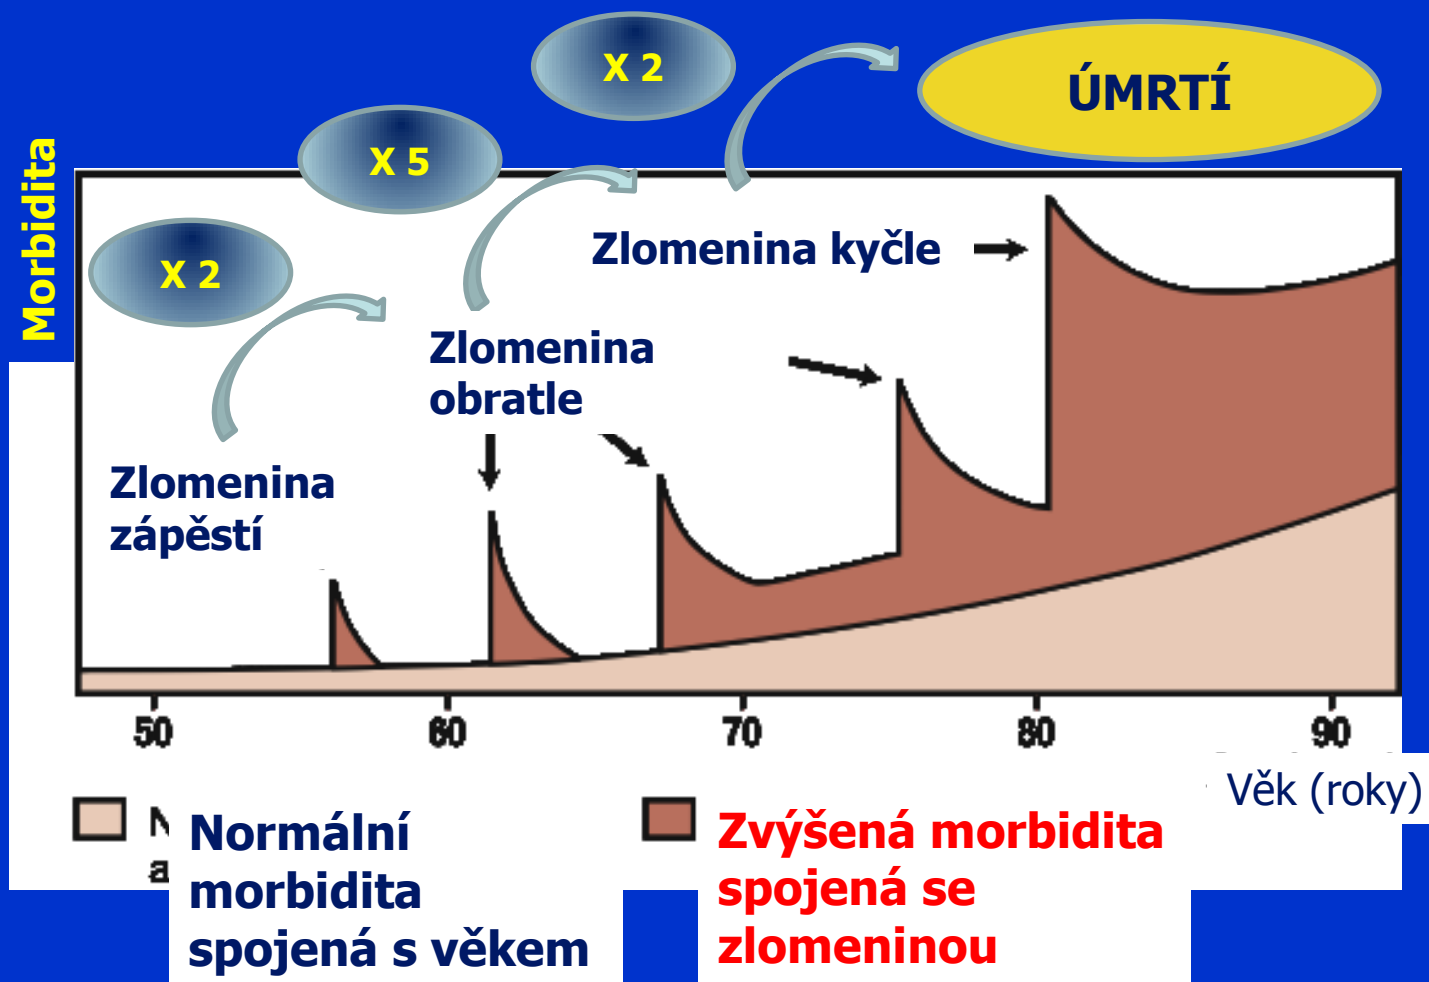 X 2
ÚMRTÍ
X 5
Morbidita
X 2
Zlomenina kyčle
Zlomenina
obratle
Zlomenina
zápěstí
50 60 70 80 90
Věk (roky)
N
a
Normální
morbidita
spojená s věkem
Zvýšená morbidita
spojená se
zlomeninou